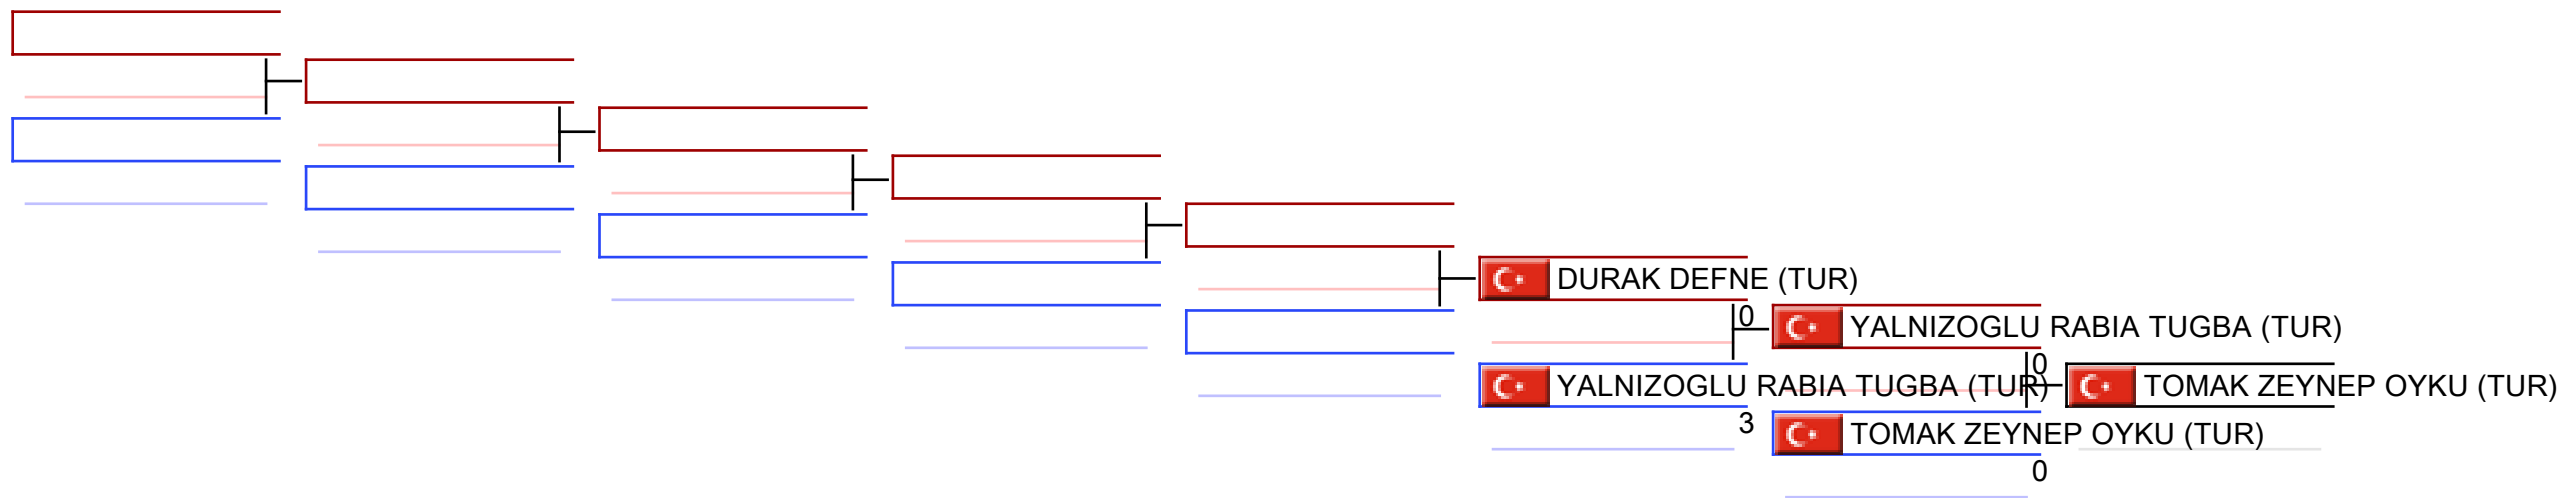 DURAK DEFNE (TUR)
0
YALNIZOGLU RABIA TUGBA (TUR)
0
YALNIZOGLU RABIA TUGBA (TUR)
TOMAK ZEYNEP OYKU (TUR)
3
TOMAK ZEYNEP OYKU (TUR)
0